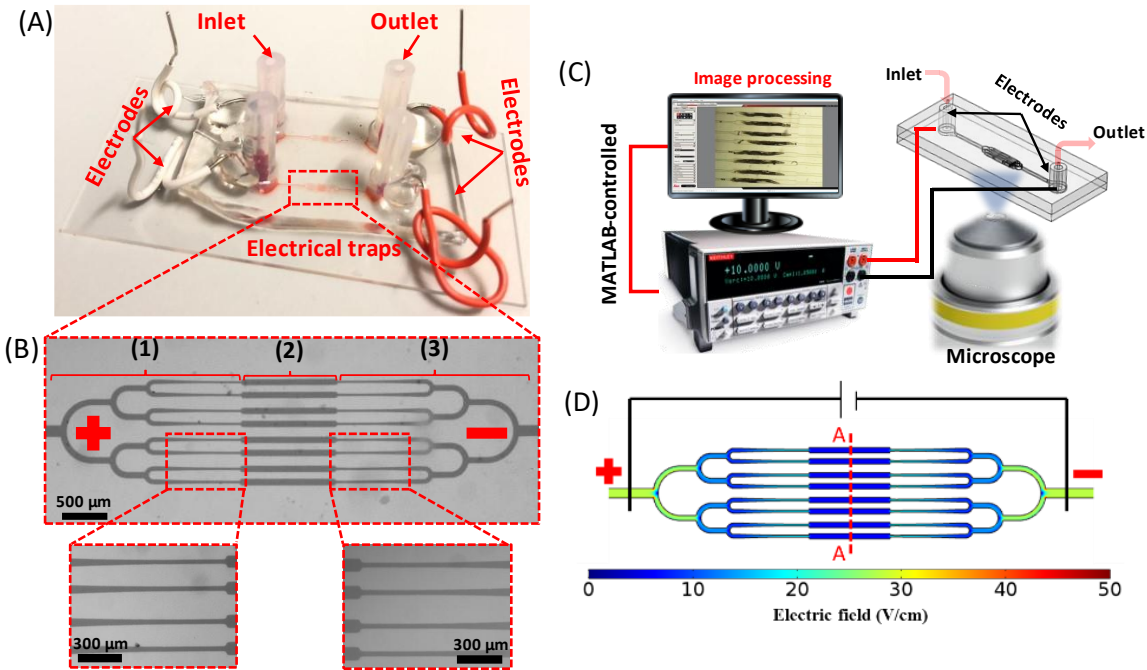 (A)
Inlet
Outlet
Electrodes
Electrodes
Electrical traps
(B)
(1)
(2)
(3)
500 µm
300 µm
300 µm
(C)
Image processing
MATLAB-controlled
KEITHLEY
+10.0000 V
Inlet
Electrodes
Outlet
Microscope
(D)
A
A
0 10 20 30 40 50
Electric field (V/cm)